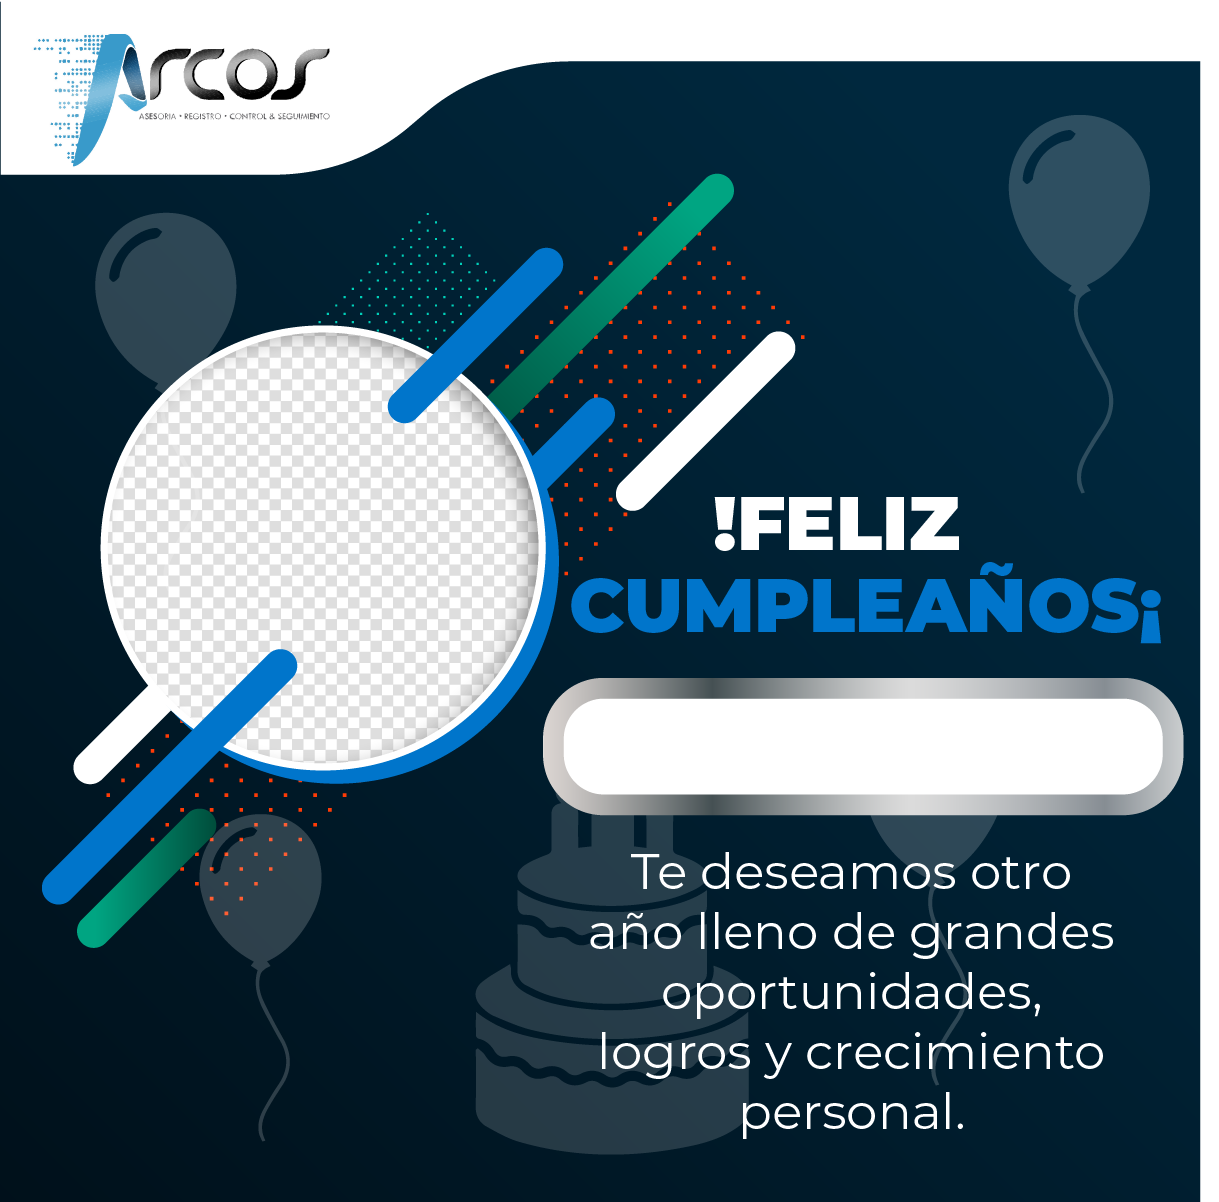 Arcos
ASESORIA • REGISTRO • CONTROL & SEGUIMIENTO
!FELIZ
CUMPLEAÑOS¡
Te deseamos otro
año lleno de grandes
oportunidades,
logros y crecimiento
personal.